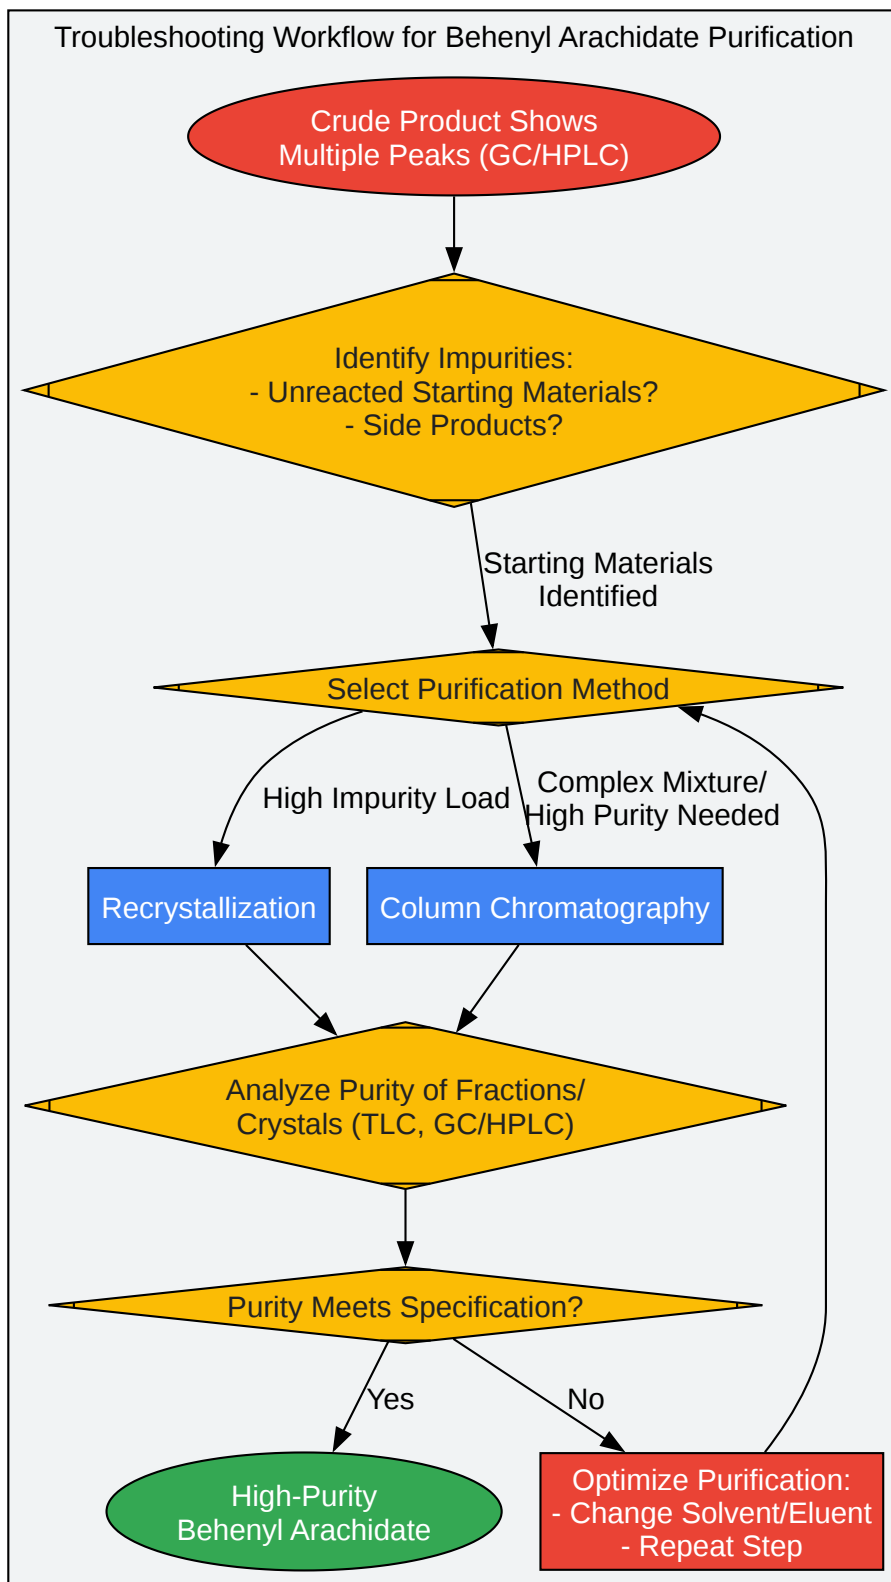 Troubleshooting Workflow for Behenyl Arachidate Purification
Crude Product Shows
Multiple Peaks (GC/HPLC)
Identify Impurities:
- Unreacted Starting Materials?
- Side Products?
Starting Materials
Identified
Select Purification Method
High Impurity Load
Complex Mixture/
High Purity Needed
Recrystallization
Column Chromatography
Analyze Purity of Fractions/
Crystals (TLC, GC/HPLC)
Purity Meets Specification?
Yes
No
High-Purity
Behenyl Arachidate
Optimize Purification:
- Change Solvent/Eluent
- Repeat Step